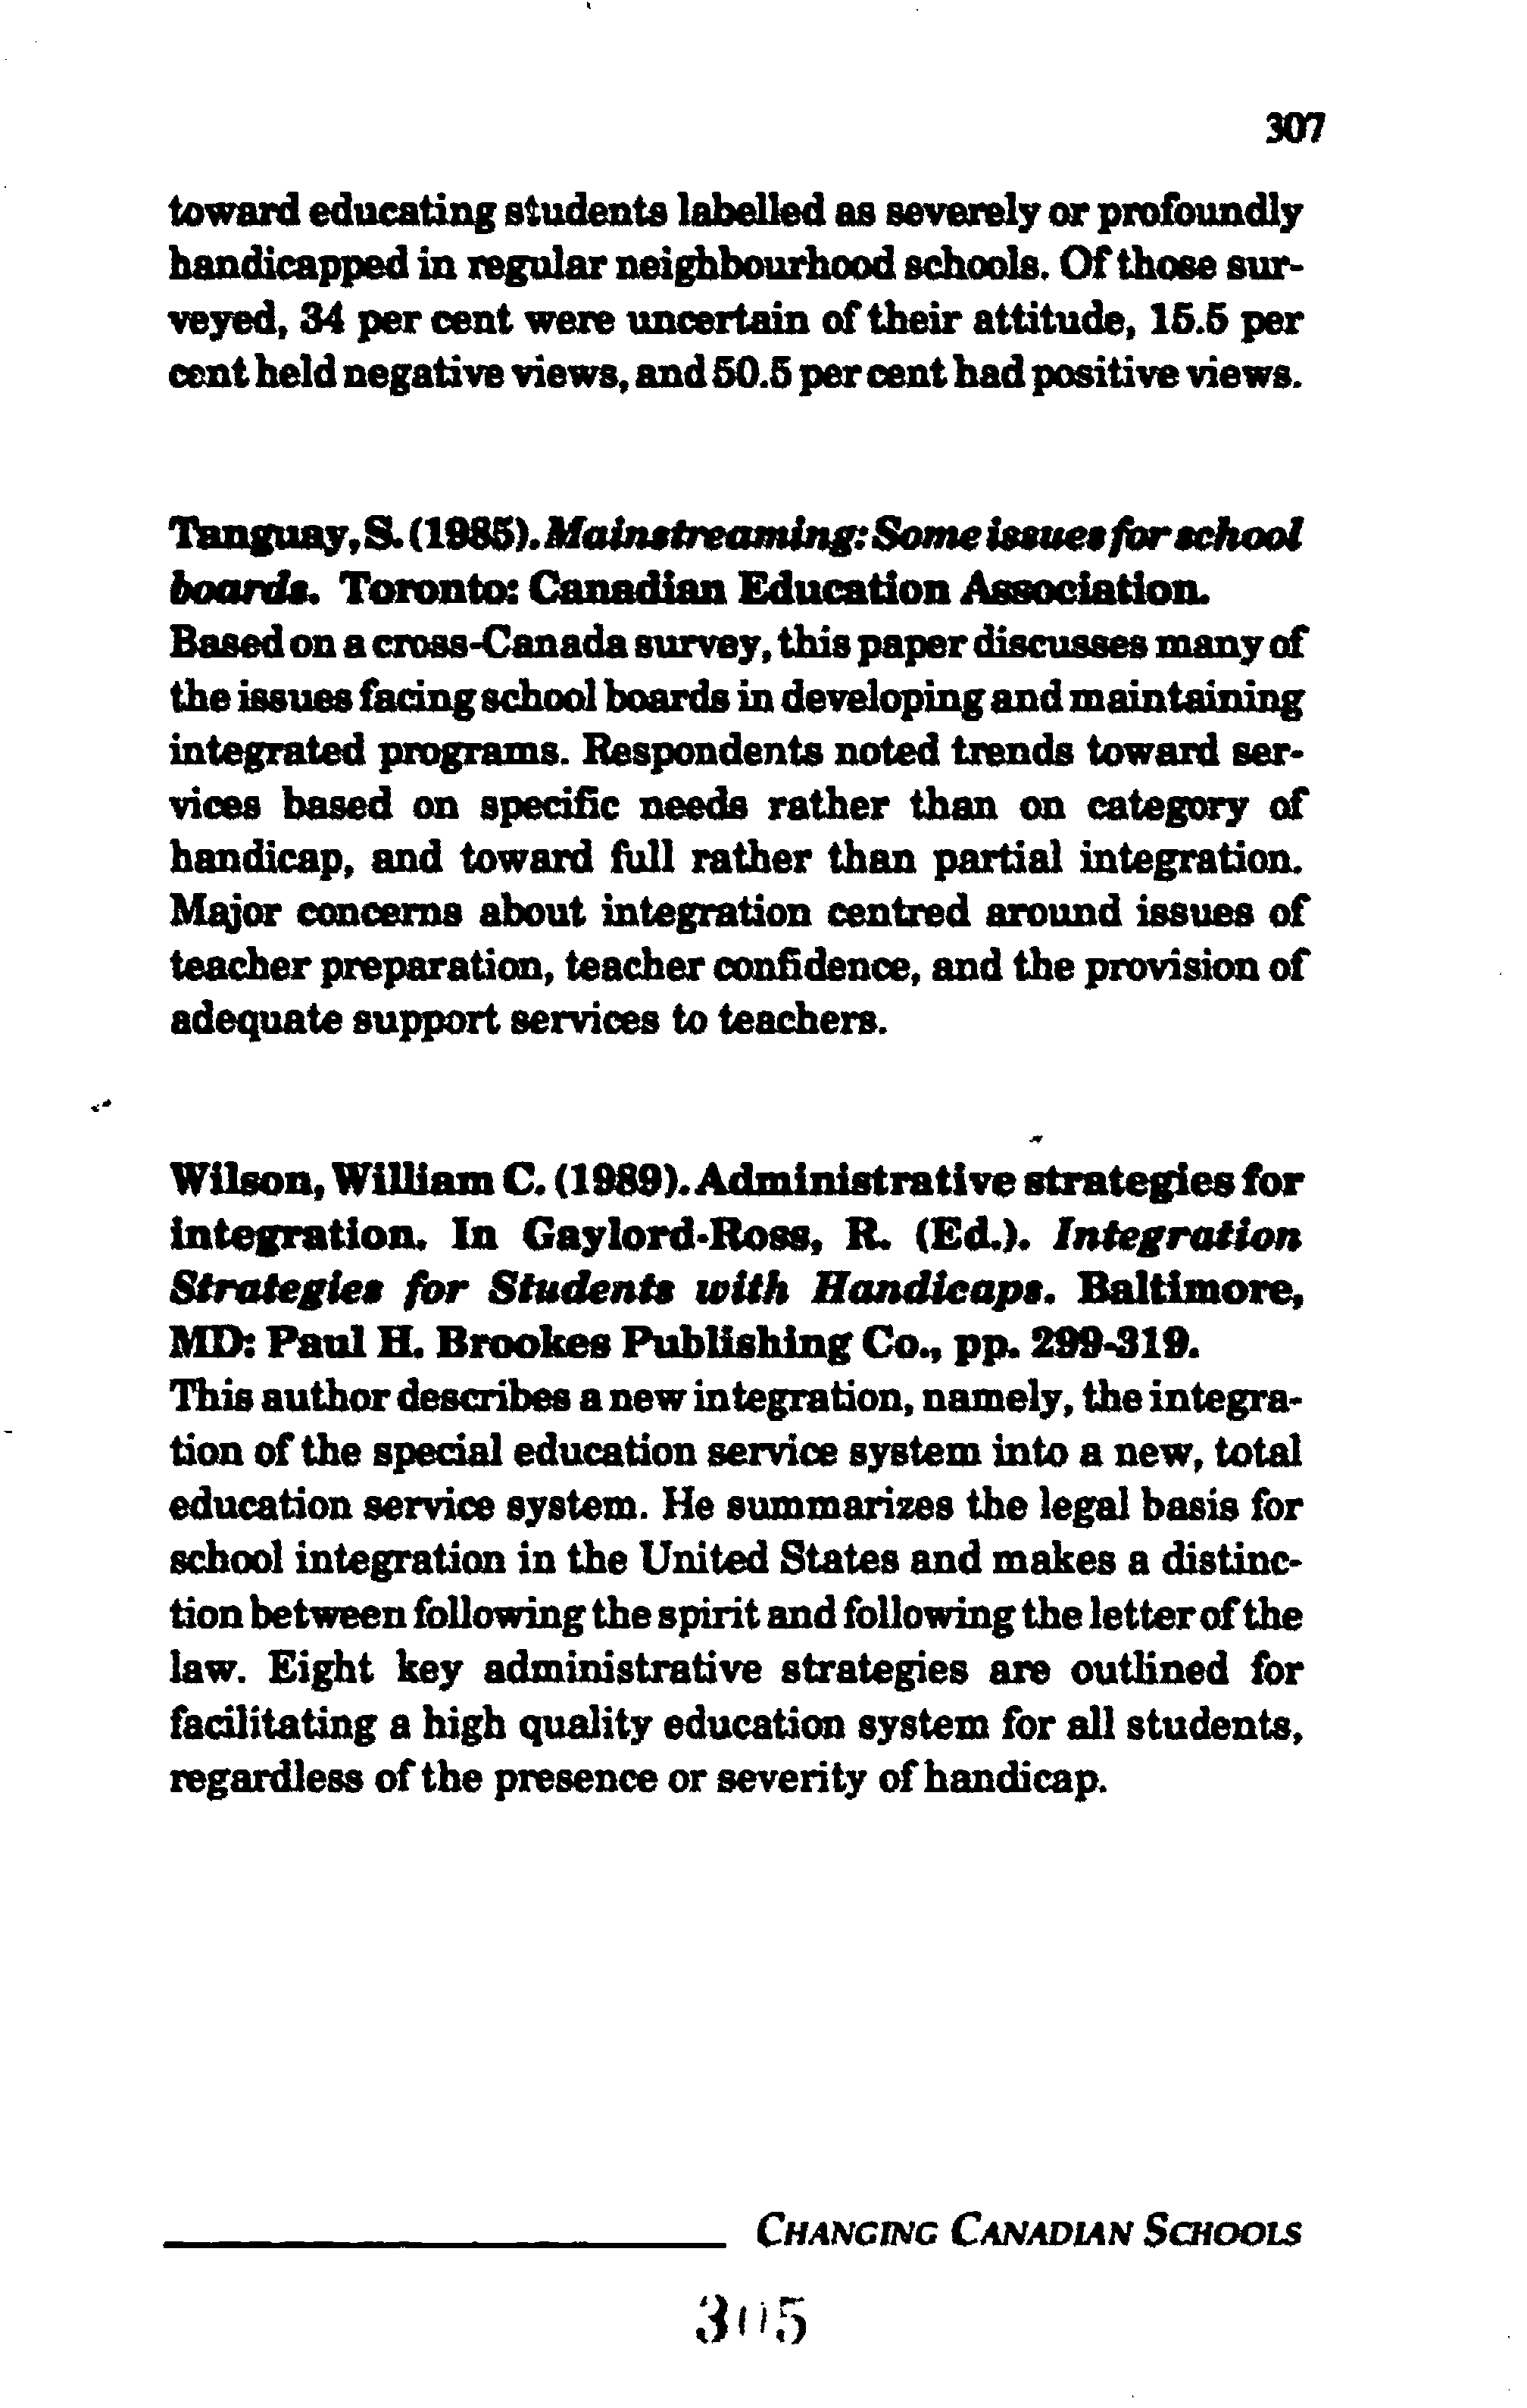 307
toward educating students labelled as severely or profoundly
handicapped in regular neighbourhood schools. Of those sur-
veyed, 34 per cent were uncertain of their attitude, 15.5 per
cent held negative views, and 50.5 per cent had positive views.
Tanguay, S. (1985). Mainstreaming: Some issues for school
boards. Toronto: Canadian Education Association.
Based on a cross-Canada survey, this paper discusses many of
the issues facing school boards in developing and maintaining
integrated programs. Respondents noted trends toward ser-
vices based on specific needs rather than on category of
handicap, and toward full rather than partial integration.
Major concerns about integration centred around issues of
teacher preparation, teacher confidence, and the provision of
adequate support services to teachers.
Wilson, William C. (1989). Administrative strategies for
integration. In Gaylord-Ross, R. (Ed.). Integration
Strategies for Students with Handicaps. Baltimore,
MD: Paul H. Brookes Publishing Co., pp. 299-319.
This author describes a new integration, namely, the integra-
tion of the special education service system into a new, total
education service system. He summarizes the legal basis for
school integration in the United States and makes a distinc-
tion between following the spirit and following the letter of the
law. Eight key administrative strategies are outlined for
facilitating a high quality education system for all students,
regardless of the presence or severity of handicap.
CHANGING CANADIAN SCHOOLS
305